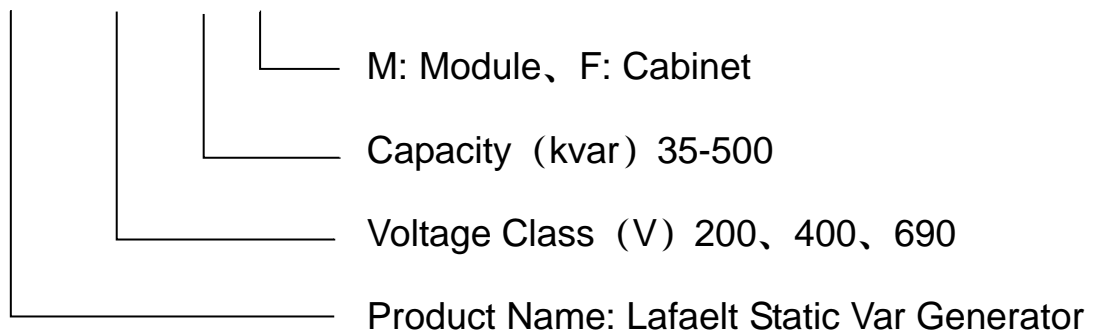 M: Module、F: Cabinet
Capacity（kvar）35-500
Voltage Class（V）200、400、690
Product Name: Lafaelt Static Var Generator